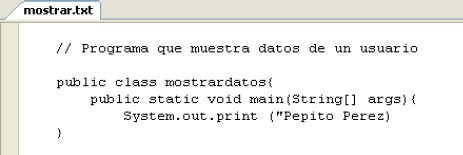 mostrar.txt
// Programa que muestra datos de un usuario
public class mostrardatos{
public static void main(String[] args){
System.out.print ("Pepito Perez)
}